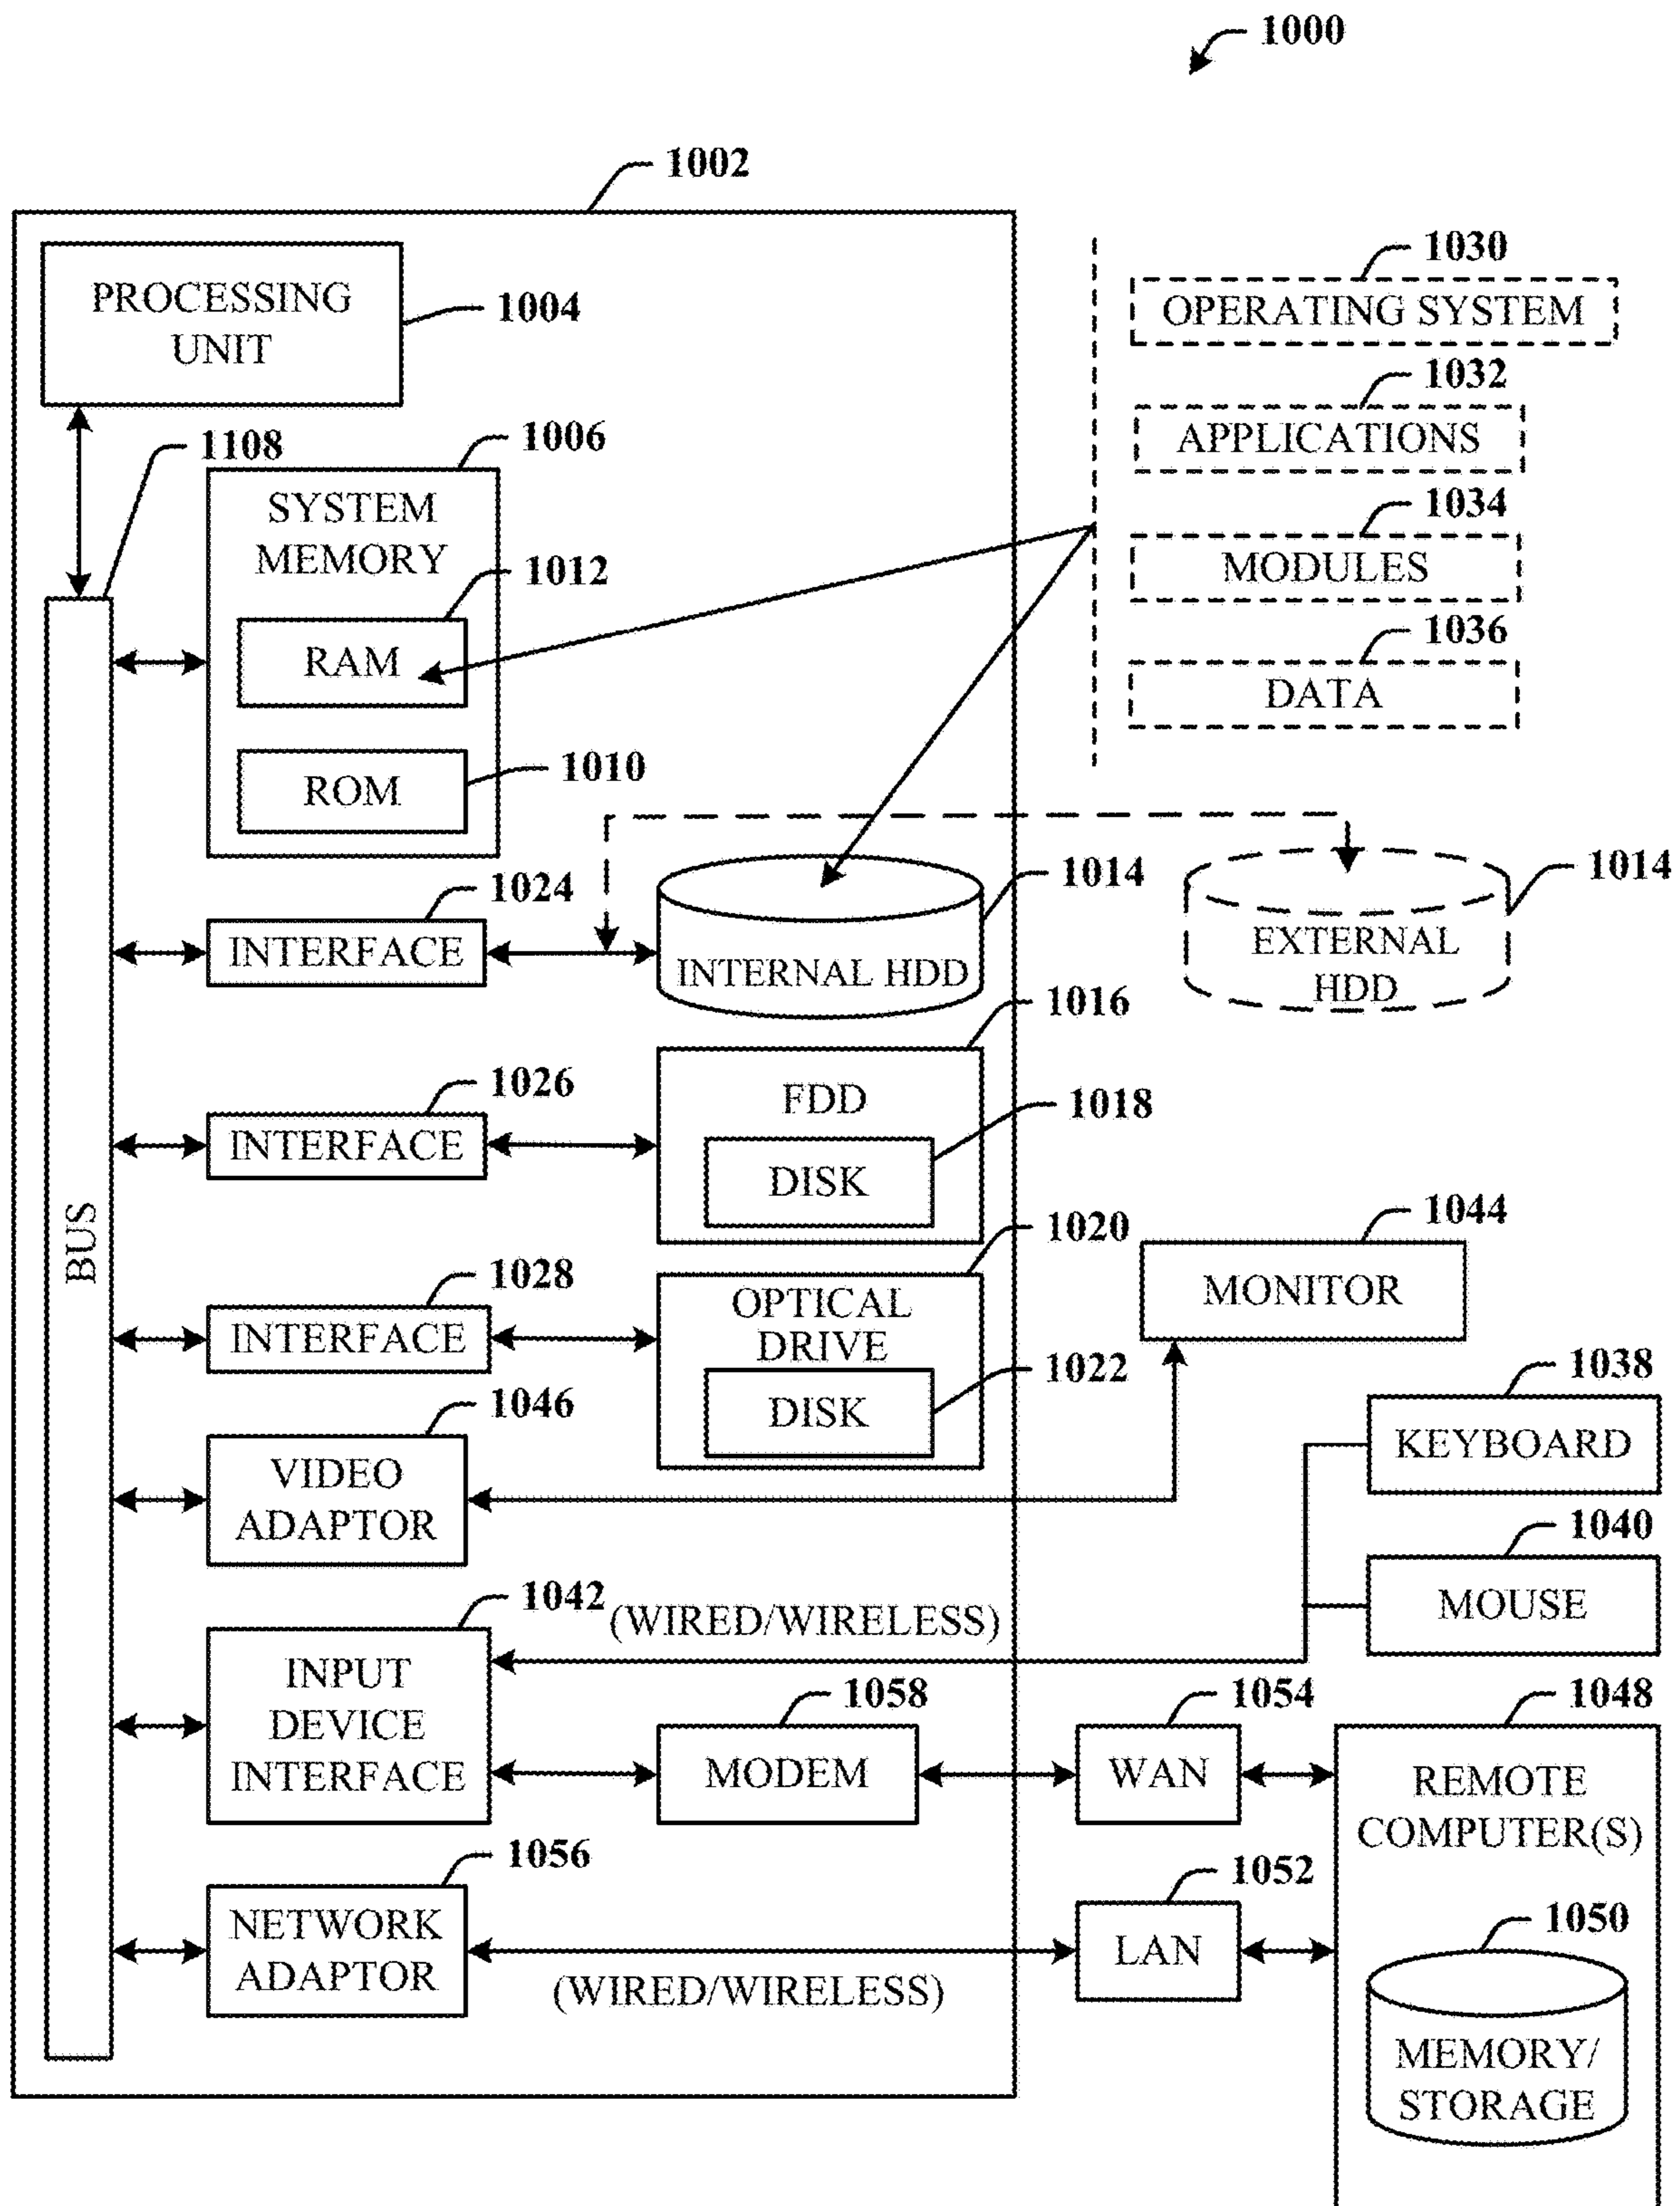 1000
1002
PROCESSING
UNIT
1004
1030
OPERATING SYSTEM
1032
APPLICATIONS
1034
MODULES
1036
DATA
1108
1006
SYSTEM
MEMORY
1012
RAM
1010
ROM
1024
INTERFACE
1014
INTERNAL HDD
1014
EXTERNAL
HDD
1016
FDD
1026
INTERFACE
1018
DISK
BUS
1020
OPTICAL
DRIVE
1028
INTERFACE
1022
DISK
1044
MONITOR
1046
VIDEO
ADAPTOR
1038
KEYBOARD
1040
MOUSE
1042
(WIRED/WIRELESS)
INPUT
DEVICE
INTERFACE
1058
MODEM
1054
WAN
1048
REMOTE
COMPUTER(S)
1056
NETWORK
ADAPTOR
(WIRED/WIRELESS)
1052
LAN
1050
MEMORY/
STORAGE